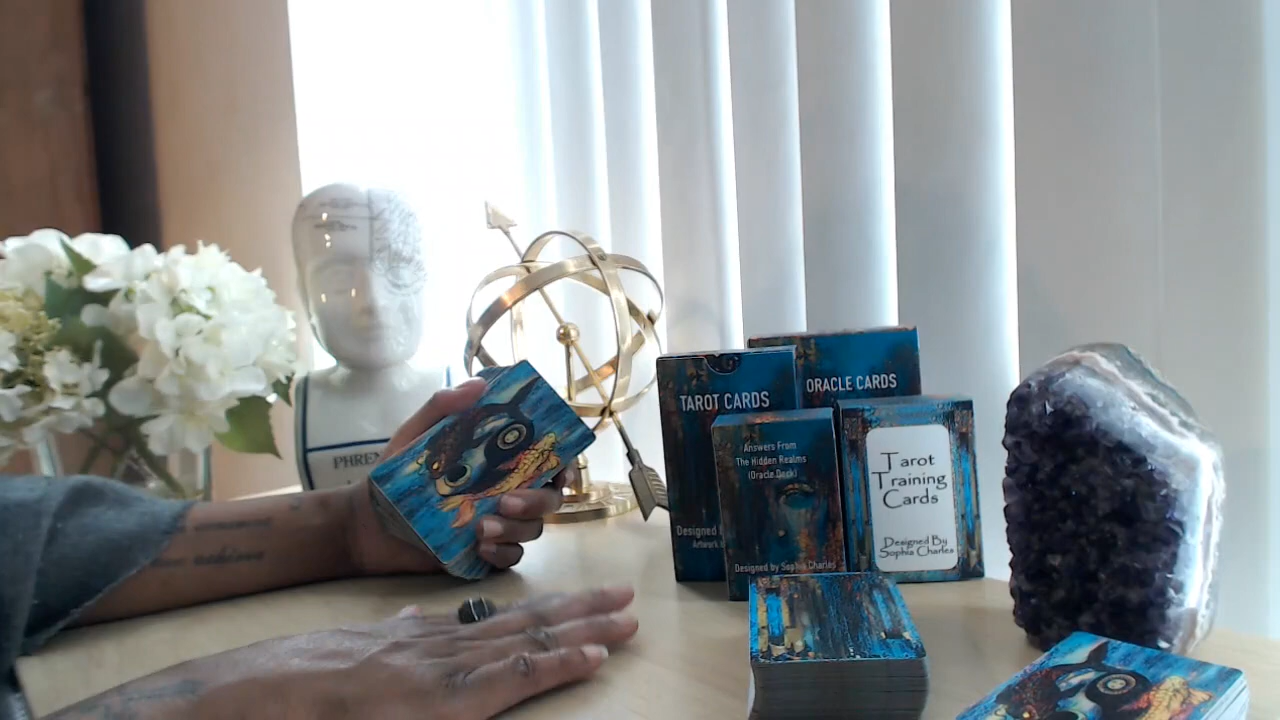 PHREN
TAROT CARDS
Designed
Artwork
ORACLE CARDS
Answers From
The Hidden Realms
(Oracle Deck)
Designed by Sophia Charles
Tarot
Training
Cards
Designed By
Sophia Charles